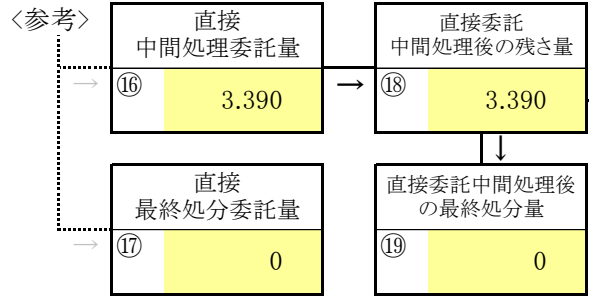 〈参考〉
直接
中間処理委託量
→
⑯
3.390
→
直接委託
中間処理後の残さ量
⑱
3.390
↓
直接
最終処分委託量
→
⑰
0
直接委託中間処理後
の最終処分量
⑲
0